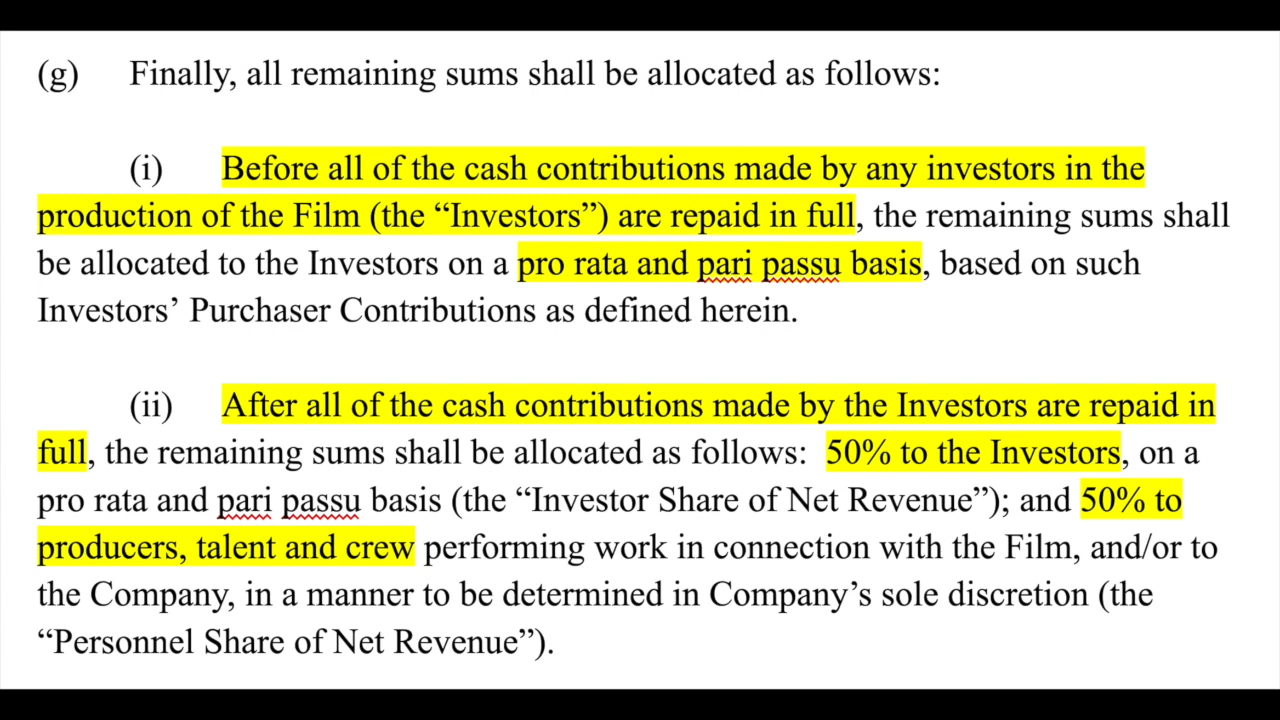 (g) Finally, all remaining sums shall be allocated as follows:
(i) Before all of the cash contributions made by any investors in the
production of the Film (the “Investors”) are repaid in full, the remaining sums shall
be allocated to the Investors on a pro rata and pari passu basis, based on such
Investors’ Purchaser Contributions as defined herein.
(ii) After all of the cash contributions made by the Investors are repaid in
full, the remaining sums shall be allocated as follows: 50% to the Investors, on a
pro rata and pari passu basis (the “Investor Share of Net Revenue”); and 50% to
producers, talent and crew performing work in connection with the Film, and/or to
the Company, in a manner to be determined in Company’s sole discretion (the
“Personnel Share of Net Revenue”).